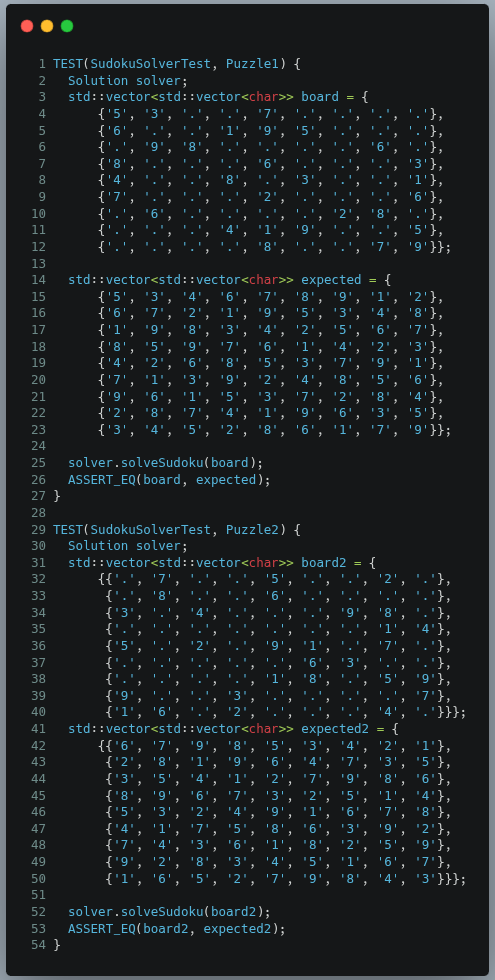 1 TEST(SudokuSolverTest, Puzzle1) {
2   Solution solver;
3   std::vector<std::vector<char>> board = {
4       {'5', '3', '.', '.', '7', '.', '.', '.', '.'},
5       {'6', '.', '.', '1', '9', '5', '.', '.', '.'},
6       {'.', '9', '8', '.', '.', '.', '.', '6', '.'},
7       {'8', '.', '.', '.', '6', '.', '.', '.', '3'},
8       {'4', '.', '.', '8', '.', '3', '.', '.', '1'},
9       {'7', '.', '.', '.', '2', '.', '.', '.', '6'},
10       {'.', '6', '.', '.', '.', '.', '2', '8', '.'},
11       {'.', '.', '.', '4', '1', '9', '.', '.', '5'},
12       {'.', '.', '.', '.', '8', '.', '.', '7', '9'}};
13
14   std::vector<std::vector<char>> expected = {
15       {'5', '3', '4', '6', '7', '8', '9', '1', '2'},
16       {'6', '7', '2', '1', '9', '5', '3', '4', '8'},
17       {'1', '9', '8', '3', '4', '2', '5', '6', '7'},
18       {'8', '5', '9', '7', '6', '1', '4', '2', '3'},
19       {'4', '2', '6', '8', '5', '3', '7', '9', '1'},
20       {'7', '1', '3', '9', '2', '4', '8', '5', '6'},
21       {'9', '6', '1', '5', '3', '7', '2', '8', '4'},
22       {'2', '8', '7', '4', '1', '9', '6', '3', '5'},
23       {'3', '4', '5', '2', '8', '6', '1', '7', '9'}};
24
25   solver.solveSudoku(board);
26   ASSERT_EQ(board, expected);
27 }
28
29 TEST(SudokuSolverTest, Puzzle2) {
30   Solution solver;
31   std::vector<std::vector<char>> board2 = {
32       {{'.', '7', '.', '.', '5', '.', '.', '2', '.'},
33        {'.', '8', '.', '.', '6', '.', '.', '.', '.'},
34        {'3', '.', '4', '.', '.', '.', '9', '8', '.'},
35        {'.', '.', '.', '.', '.', '.', '.', '1', '4'},
36        {'5', '.', '2', '.', '9', '1', '.', '7', '.'},
37        {'.', '.', '.', '.', '.', '6', '3', '.', '.'},
38        {'.', '.', '.', '.', '1', '8', '.', '5', '9'},
39        {'9', '.', '.', '3', '.', '.', '.', '.', '7'},
40        {'1', '6', '.', '2', '.', '.', '.', '4', '.'}}};
41   std::vector<std::vector<char>> expected2 = {
42       {{'6', '7', '9', '8', '5', '3', '4', '2', '1'},
43        {'2', '8', '1', '9', '6', '4', '7', '3', '5'},
44        {'3', '5', '4', '1', '2', '7', '9', '8', '6'},
45        {'8', '9', '6', '7', '3', '2', '5', '1', '4'},
46        {'5', '3', '2', '4', '9', '1', '6', '7', '8'},
47        {'4', '1', '7', '5', '8', '6', '3', '9', '2'},
48        {'7', '4', '3', '6', '1', '8', '2', '5', '9'},
49        {'9', '2', '8', '3', '4', '5', '1', '6', '7'},
50        {'1', '6', '5', '2', '7', '9', '8', '4', '3'}}};
51
52   solver.solveSudoku(board2);
53   ASSERT_EQ(board2, expected2);
54 }